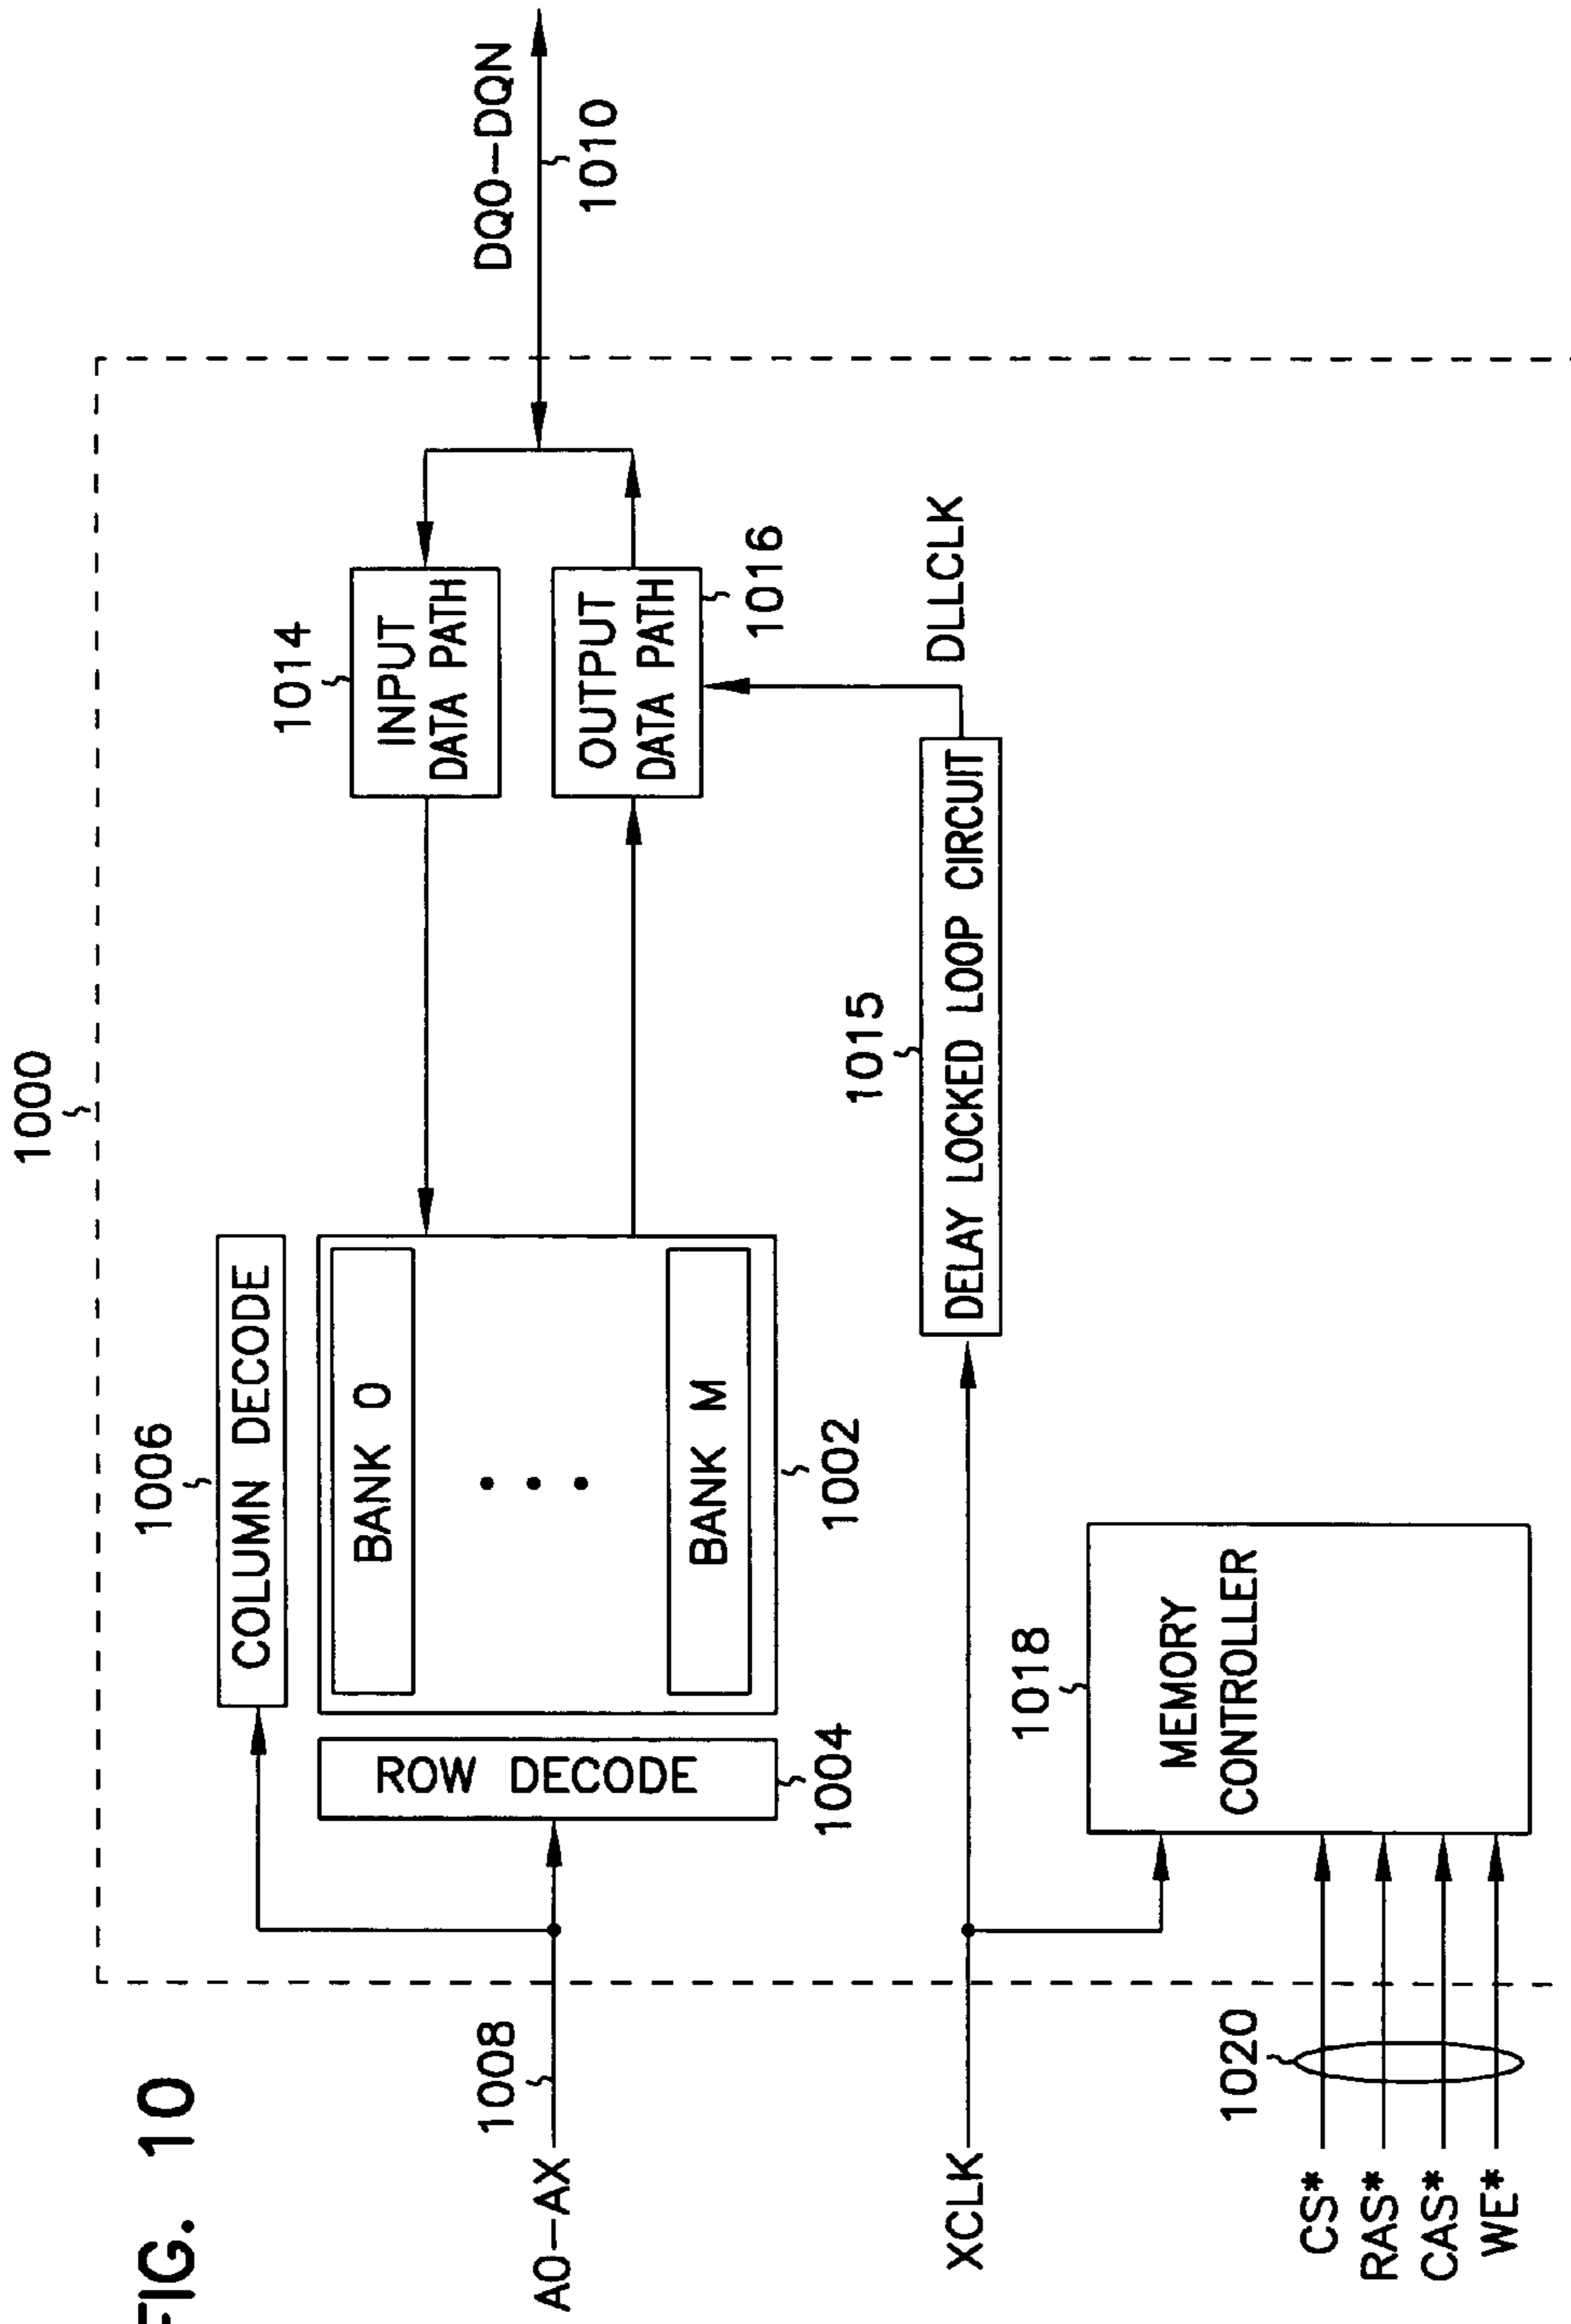 FIG. 10
1000
1006
COLUMN DECODE
1014
INPUT
DATA PATH
DQ0-DQN
1010
BANK 0
BANK M
1002
ROW DECODE
1004
1008
A0-AX
OUTPUT
DATA PATH
1016
DLLCLK
1015
DELAY LOCKED LOOP CIRCUIT
XCLK
1018
MEMORY
CONTROLLER
1020
CS*
RAS*
CAS*
WE*